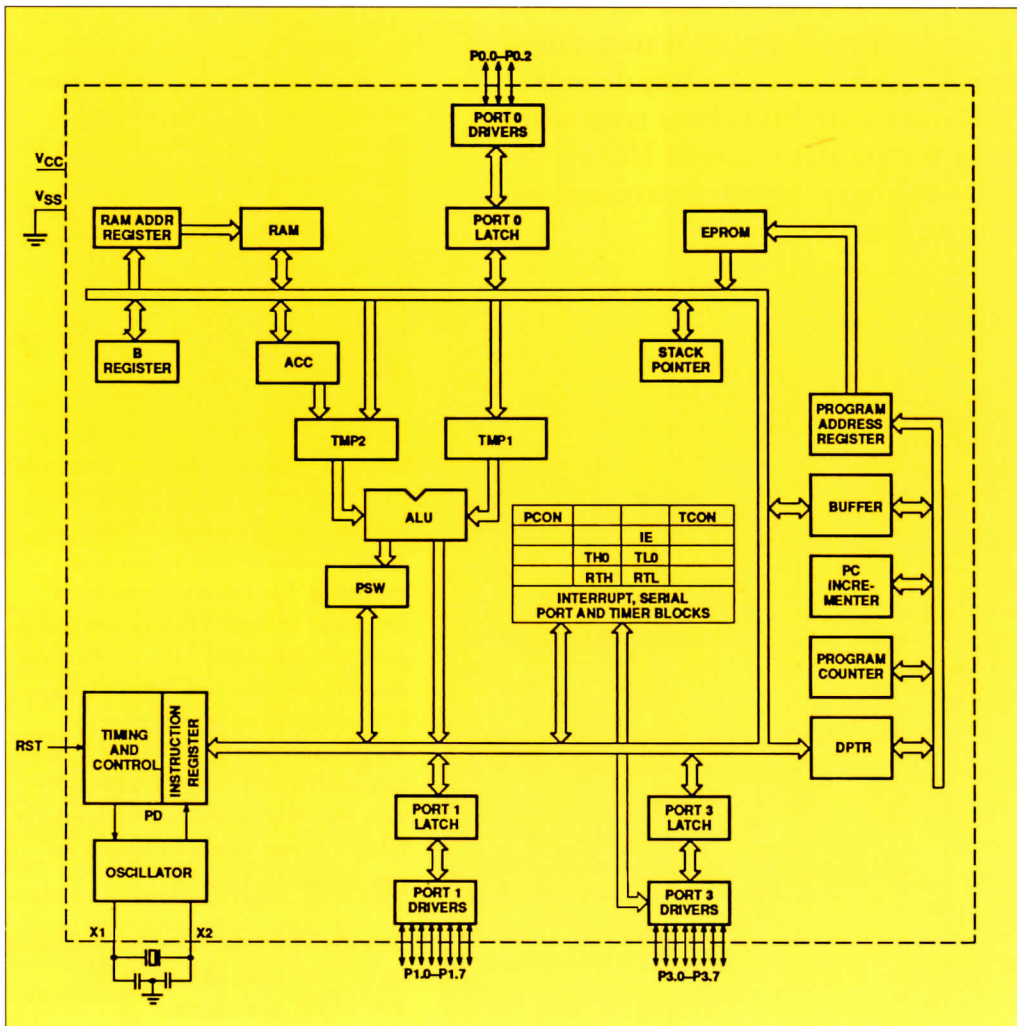 P0.0–P0.2
PORT 0
DRIVERS
VCC
VSS
RAM ADDR
REGISTER
RAM
PORT 0
LATCH
EPROM
B
REGISTER
ACC
STACK
POINTER
TMP2
TMP1
PROGRAM
ADDRESS
REGISTER
ALU
BUFFER
PCON TCON
IE
TH0 TL0
RTH RTL
INTERRUPT, SERIAL
PORT AND TIMER BLOCKS
PSW
PC
INCRE-
MENTER
PROGRAM
COUNTER
RST
TIMING
AND
CONTROL
INSTRUCTION
REGISTER
DPTR
PD
PORT 1
LATCH
PORT 3
LATCH
OSCILLATOR
PORT 1
DRIVERS
PORT 3
DRIVERS
X1 X2
P1.0–P1.7
P3.0–P3.7